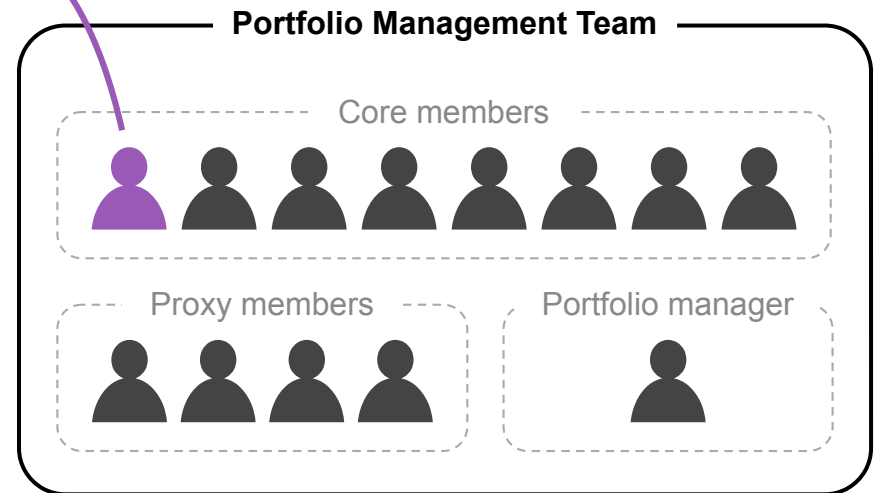 Portfolio Management Team
Core members
Proxy members
Portfolio manager